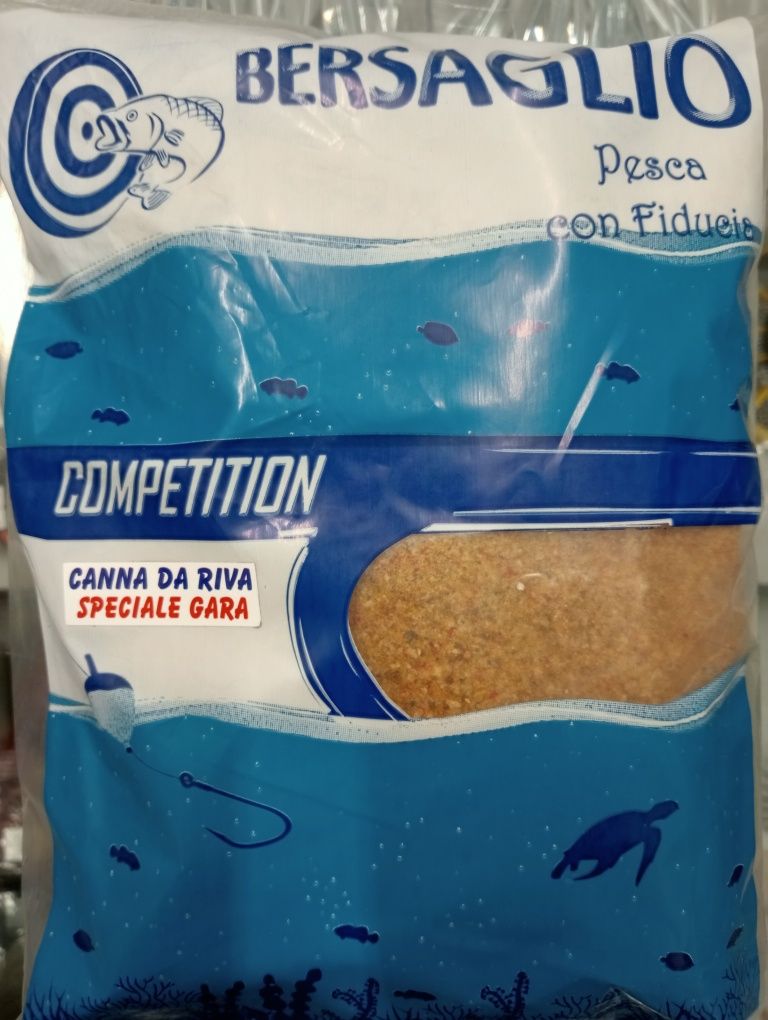 BERSAGLIO
Pesca
con Fiducia
COMPETITION
CANNA DA RIVA
SPECIALE GARA